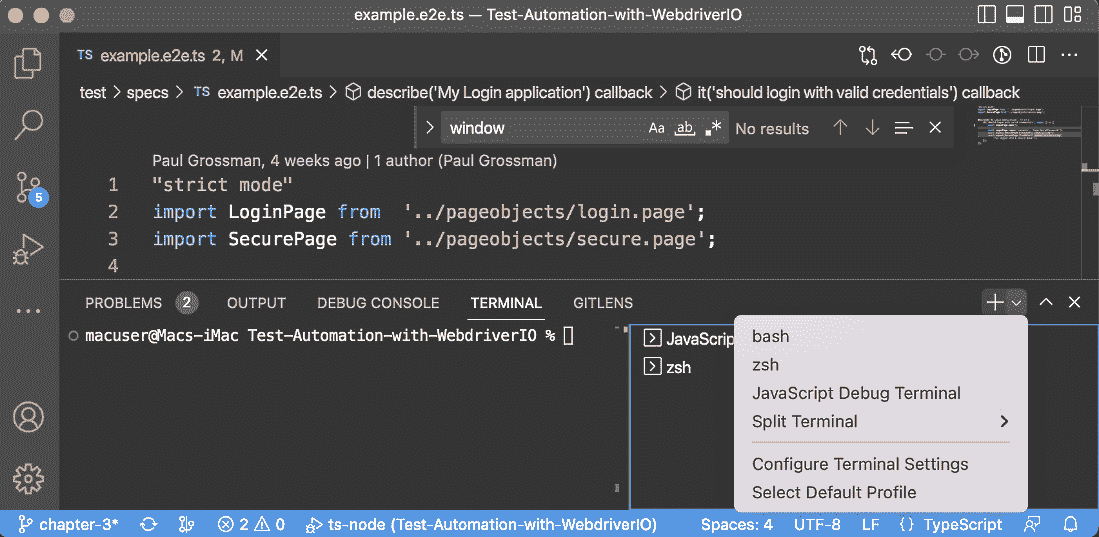 example.e2e.ts — Test-Automation-with-WebdriverIO
TS example.e2e.ts 2, M
test > specs > TS example.e2e.ts > describe('My Login application') callback > it('should login with valid credentials') callback
window Aa ab .* No results
Paul Grossman, 4 weeks ago | 1 author (Paul Grossman)
1 "strict mode"
2 import LoginPage from  '../pageobjects/login.page';
3 import SecurePage from '../pageobjects/secure.page';
4
5
PROBLEMS 2 OUTPUT DEBUG CONSOLE TERMINAL GITLENS
macuser@Macs-iMac Test-Automation-with-WebdriverIO %
JavaScrip
zsh
bash
zsh
JavaScript Debug Terminal
Split Terminal
Configure Terminal Settings
Select Default Profile
chapter-3* 2 0 ts-node (Test-Automation-with-WebdriverIO) Spaces: 4 UTF-8 LF {} TypeScript